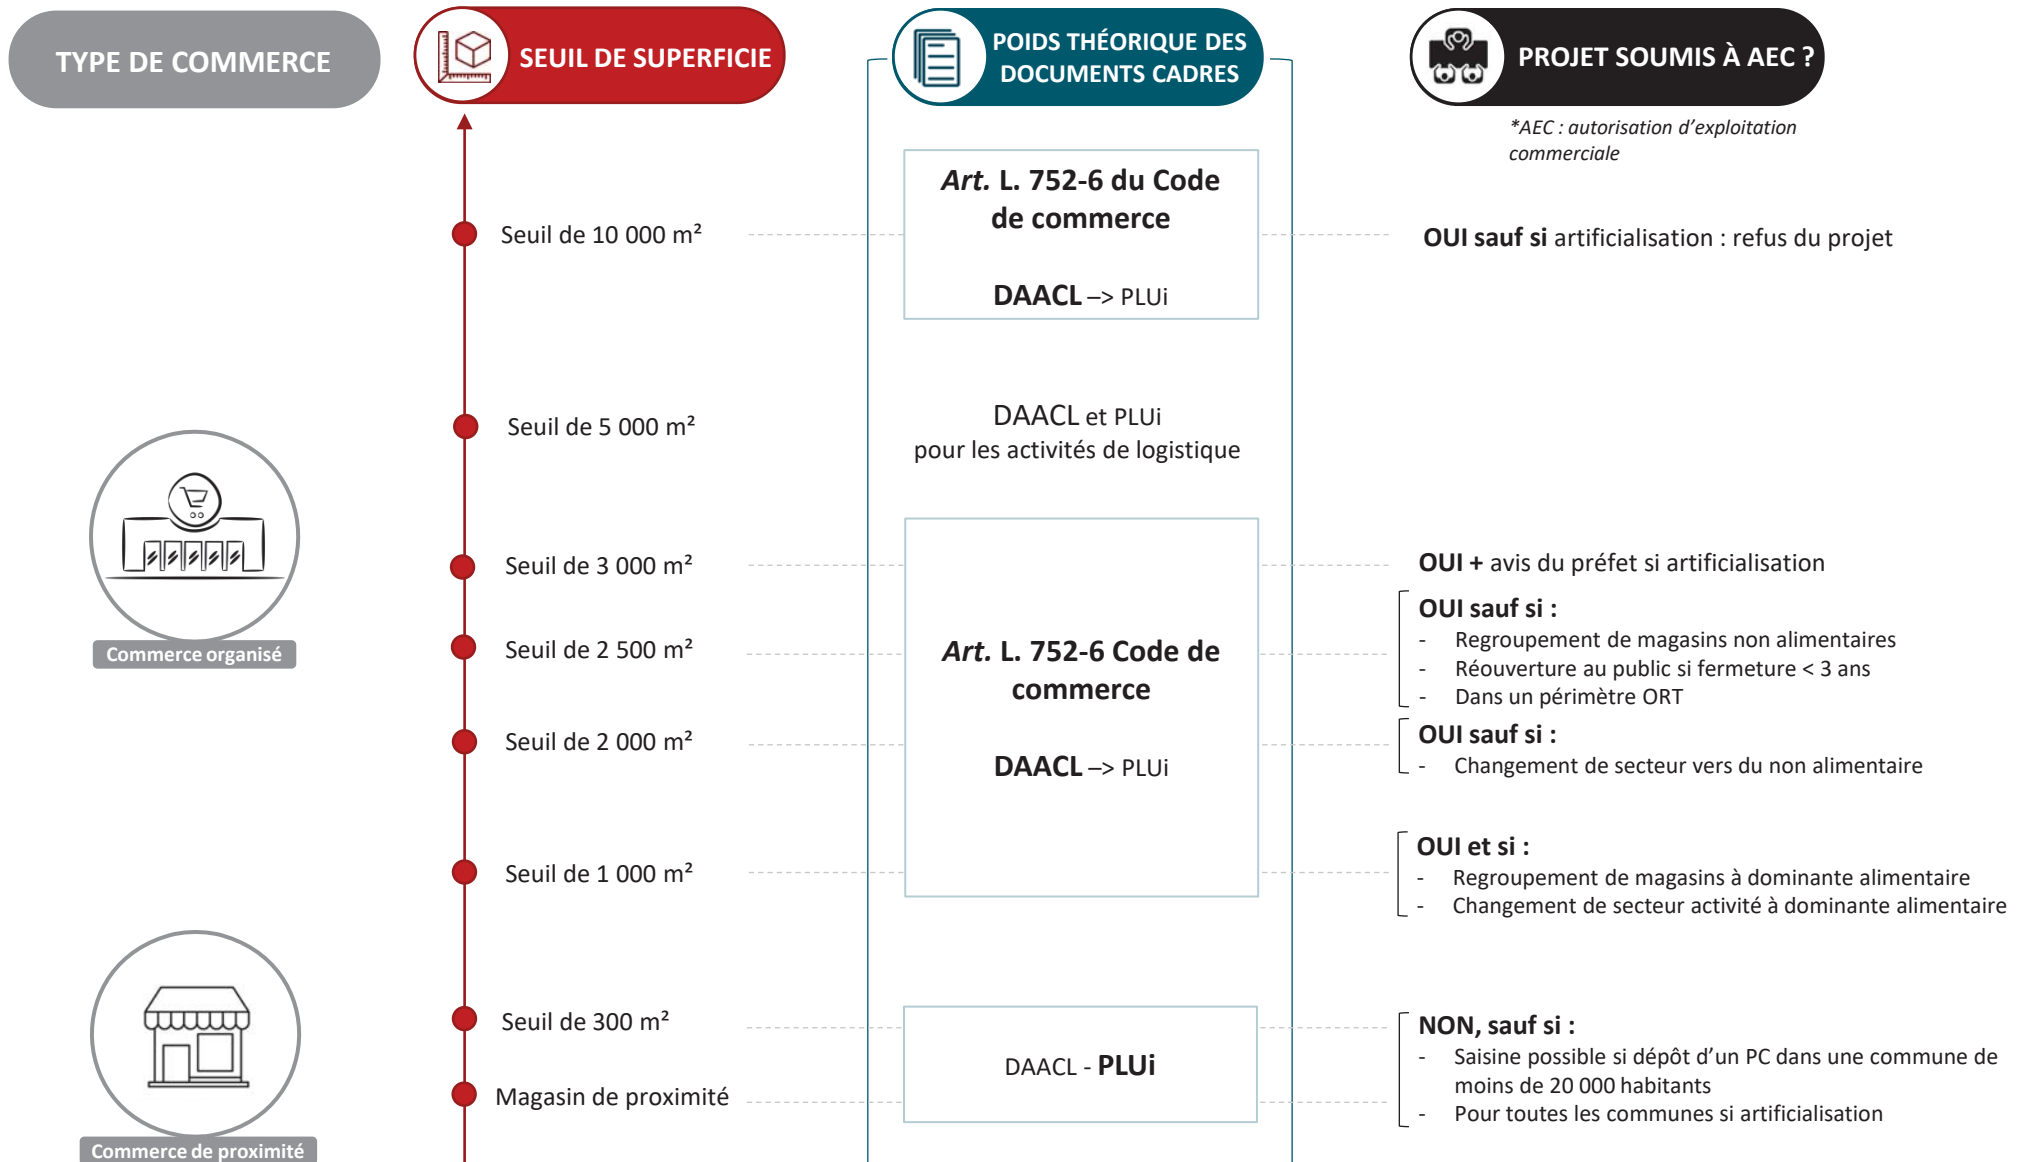 TYPE DE COMMERCE
SEUIL DE SUPERFICIE
POIDS THÉORIQUE DES
DOCUMENTS CADRES
PROJET SOUMIS À AEC ?
*AEC : autorisation d'exploitation
commerciale
Art. L. 752-6 du Code
de commerce
DAACL –> PLUi
Seuil de 10 000 m²
OUI sauf si artificialisation : refus du projet
Seuil de 5 000 m²
DAACL et PLUi
pour les activités de logistique
Commerce organisé
Seuil de 3 000 m²
OUI + avis du préfet si artificialisation
Seuil de 2 500 m²
Art. L. 752-6 Code de
commerce
DAACL –> PLUi
OUI sauf si :
- Regroupement de magasins non alimentaires
- Réouverture au public si fermeture < 3 ans
- Dans un périmètre ORT
Seuil de 2 000 m²
OUI sauf si :
- Changement de secteur vers du non alimentaire
Seuil de 1 000 m²
OUI et si :
- Regroupement de magasins à dominante alimentaire
- Changement de secteur activité à dominante alimentaire
Commerce de proximité
Seuil de 300 m²
Magasin de proximité
DAACL - PLUi
NON, sauf si :
- Saisine possible si dépôt d'un PC dans une commune de
moins de 20 000 habitants
- Pour toutes les communes si artificialisation